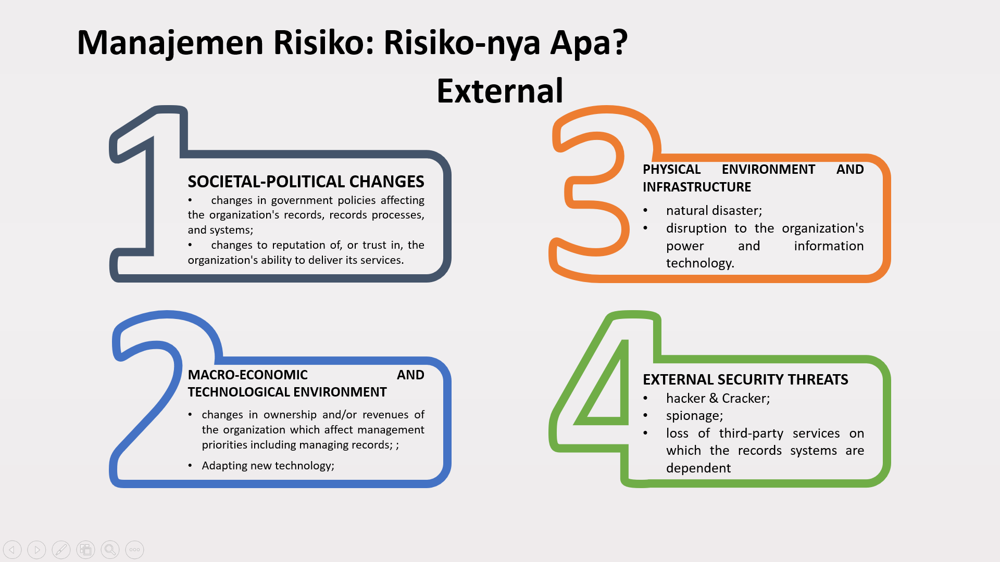 Manajemen Risiko: Risiko-nya Apa?
External
1
SOCIETAL-POLITICAL CHANGES
• changes in government policies affecting
the organization's records, records processes,
and systems;
• changes to reputation of, or trust in, the
organization's ability to deliver its services.
2
MACRO-ECONOMIC AND
TECHNOLOGICAL ENVIRONMENT
• changes in ownership and/or revenues of
the organization which affect management
priorities including managing records; ;
• Adapting new technology;
3
PHYSICAL ENVIRONMENT AND
INFRASTRUCTURE
• natural disaster;
• disruption to the organization's
power and information
technology.
4
EXTERNAL SECURITY THREATS
• hacker & Cracker;
• spionage;
• loss of third-party services on
which the records systems are
dependent